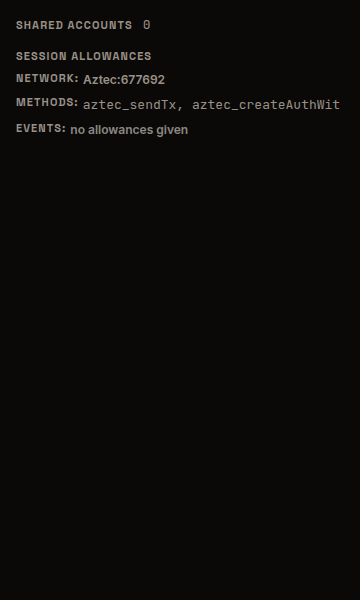 SHARED ACCOUNTS 0
SESSION ALLOWANCES
NETWORK: Aztec:677692
METHODS: aztec_sendTx, aztec_createAuthWit
EVENTS: no allowances given